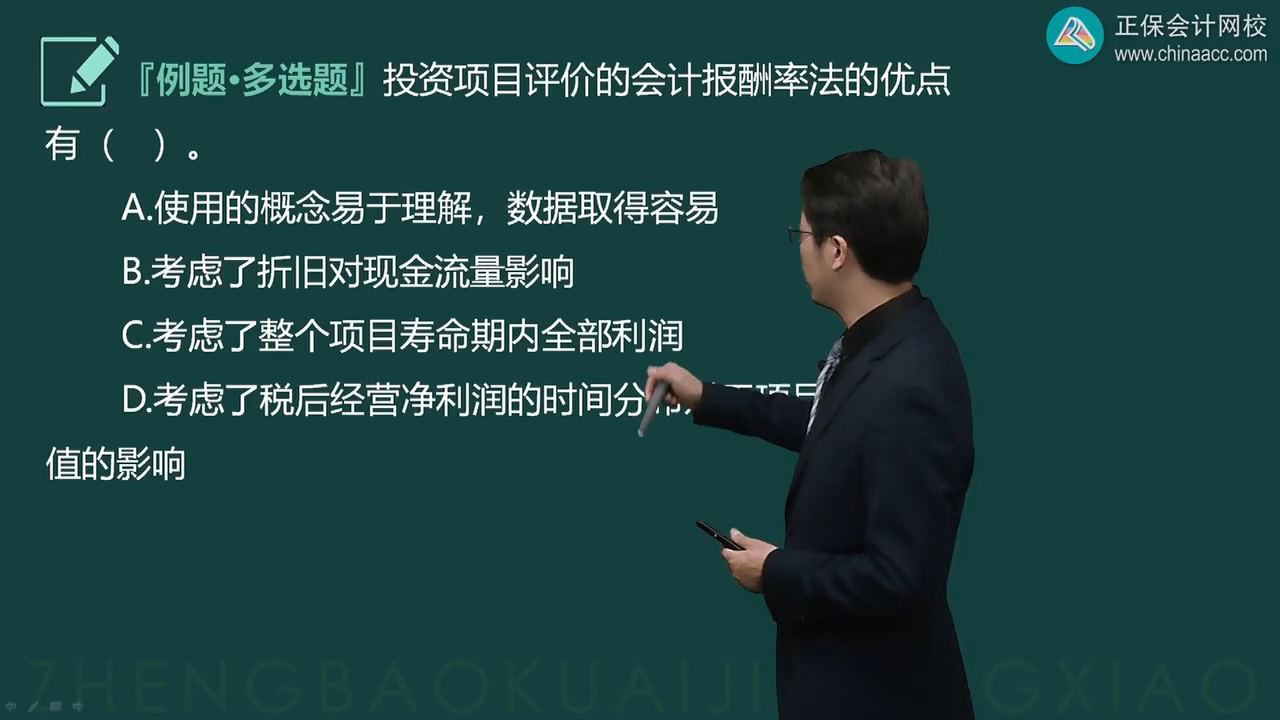 正保会计网校
www.chinaacc.com
『例题·多选题』投资项目评价的会计报酬率法的优点
有（ ）。
A.使用的概念易于理解，数据取得容易
B.考虑了折旧对现金流量影响
C.考虑了整个项目寿命期内全部利润
D.考虑了税后经营净利润的时间分
值的影响
ZHENGBAOKUAIJI GXIAO